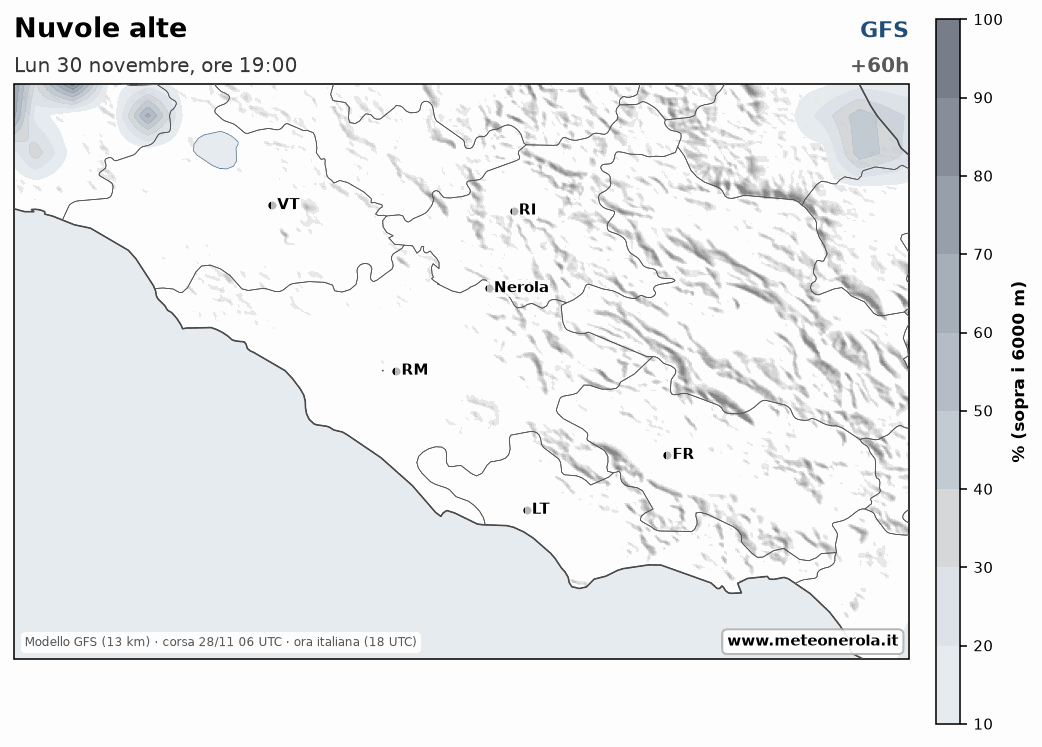 Nuvole alte
GFS
Lun 30 novembre, ore 19:00
+60h
VT
RI
Nerola
RM
FR
LT
Modello GFS (13 km) · corsa 28/11 06 UTC · ora italiana (18 UTC)
www.meteonerola.it
100
90
80
70
60
50
40
30
20
10
% (sopra i 6000 m)